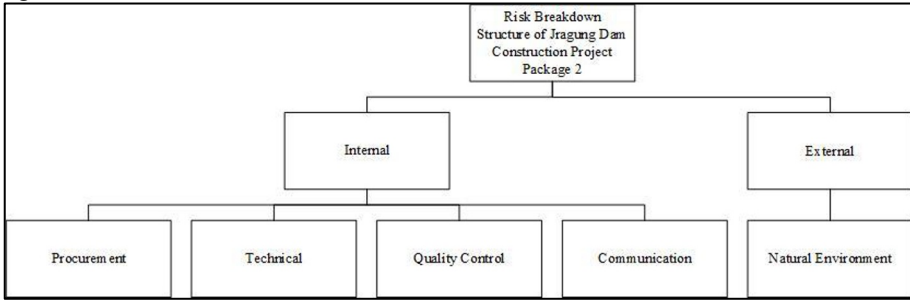 Risk Breakdown
Structure of Jragung Dam
Construction Project
Package 2
Internal
External
Procurement
Technical
Quality Control
Communication
Natural Environment